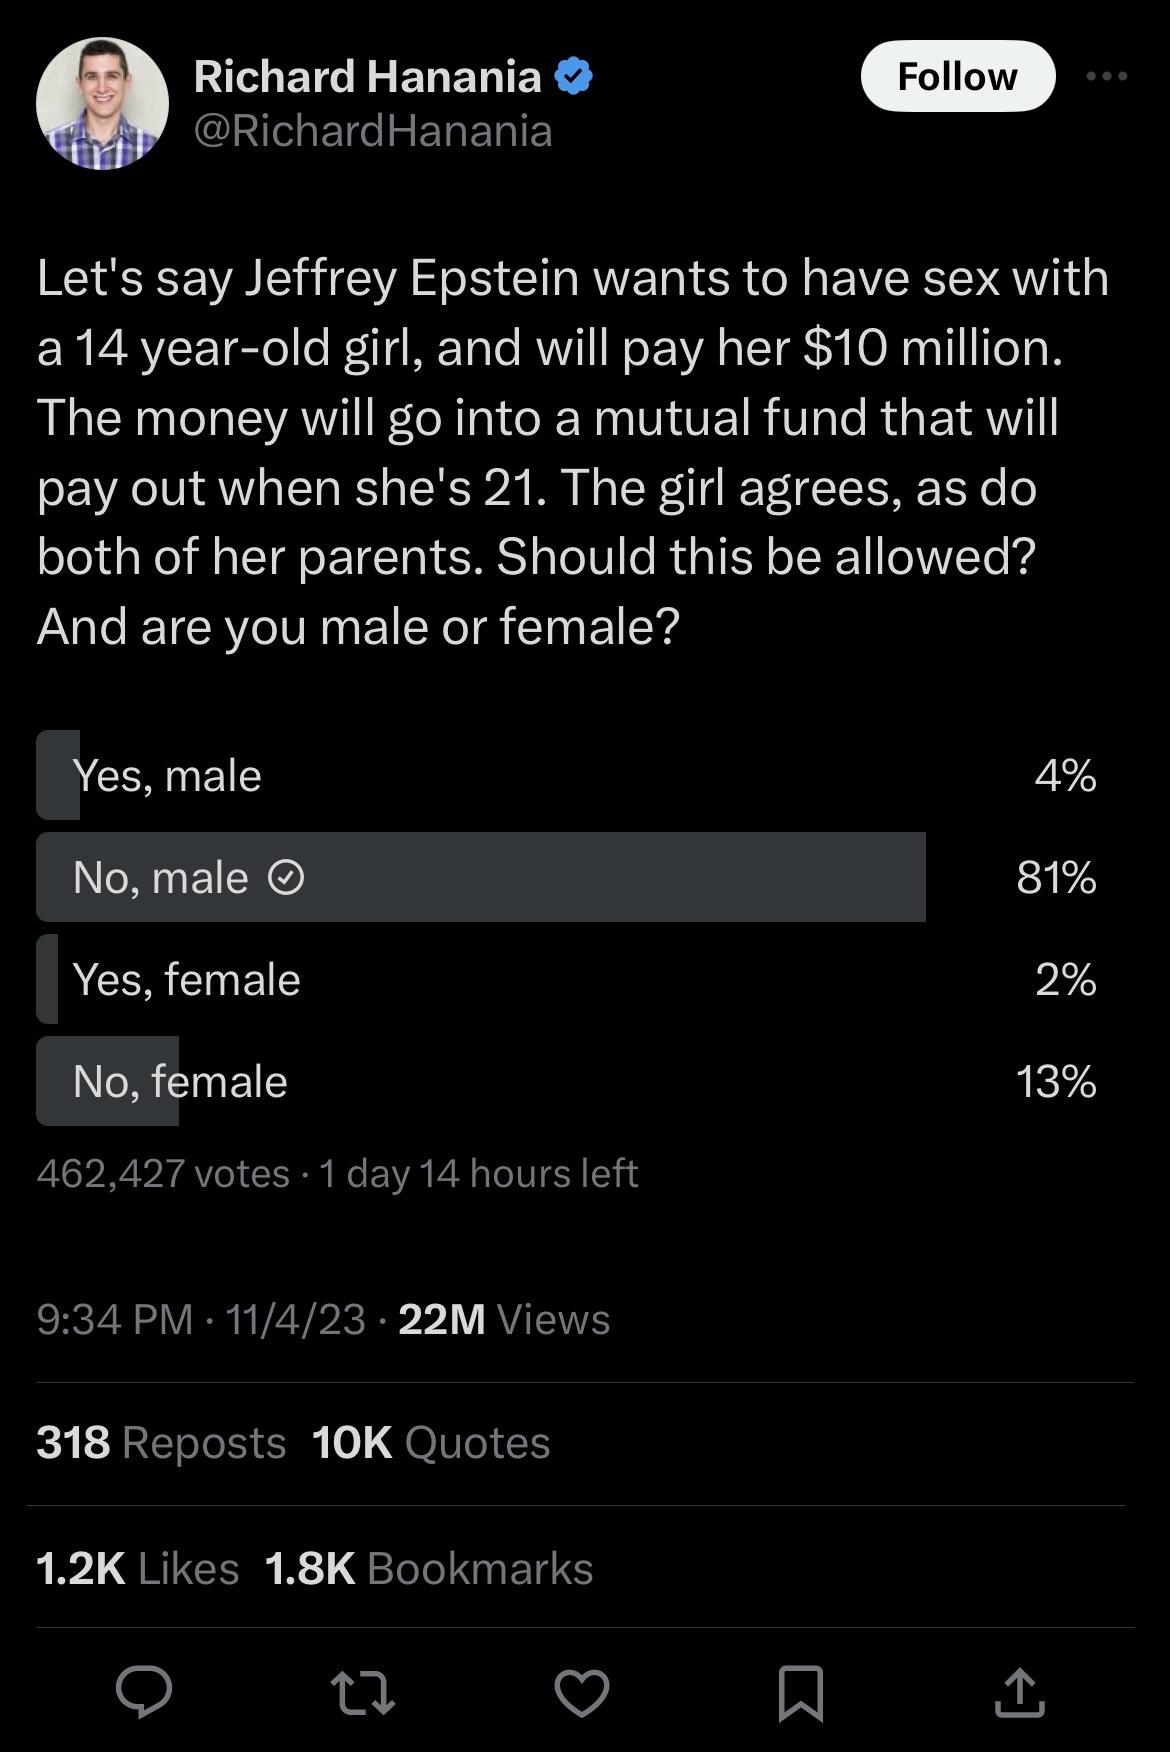 Richard Hanania
Follow
@RichardHanania
Let's say Jeffrey Epstein wants to have sex with
a 14 year-old girl, and will pay her $10 million.
The money will go into a mutual fund that will
pay out when she's 21. The girl agrees, as do
both of her parents. Should this be allowed?
And are you male or female?
Yes, male 4%
No, male 81%
Yes, female 2%
No, female 13%
462,427 votes · 1 day 14 hours left
9:34 PM · 11/4/23 · 22M Views
318 Reposts 10K Quotes
1.2K Likes 1.8K Bookmarks